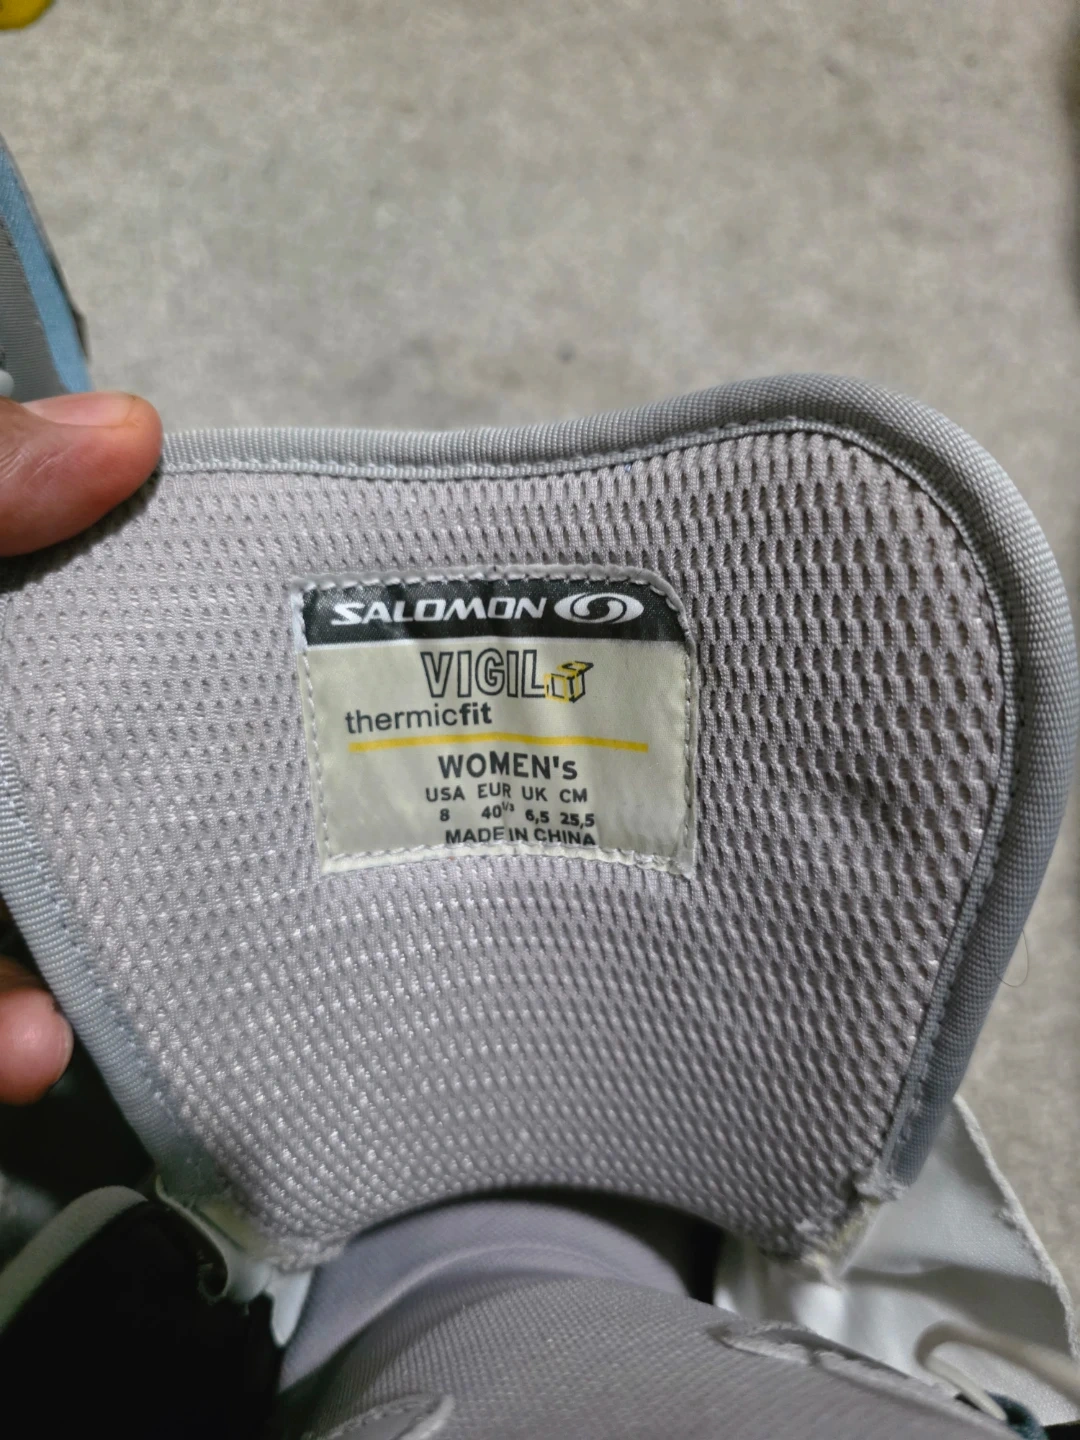 SALOMON
VIGIL
thermicfit
WOMEN's
USA EUR UK CM
8 40²/³ 6,5 25,5
MADE IN CHINA